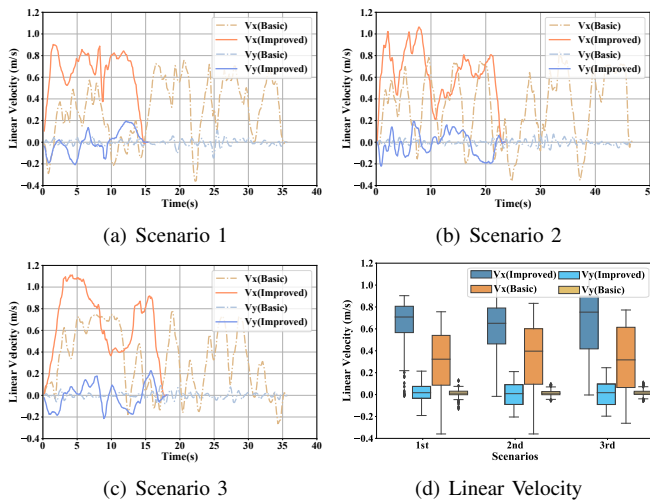 1.2
1.0
0.8
0.6
0.4
0.2
0.0
−0.2
−0.4
Linear Velocity (m/s)
Vx(Basic)
Vx(Improved)
Vy(Basic)
Vy(Improved)
0 5 10 15 20 25 30 35 40
Time(s)
(a) Scenario 1
1.2
1.0
0.8
0.6
0.4
0.2
0.0
−0.2
−0.4
Linear Velocity (m/s)
Vx(Basic)
Vx(Improved)
Vy(Basic)
Vy(Improved)
0 10 20 30 40 50
Time(s)
(b) Scenario 2
1.2
1.0
0.8
0.6
0.4
0.2
0.0
−0.2
−0.4
Linear Velocity (m/s)
Vx(Basic)
Vx(Improved)
Vy(Basic)
Vy(Improved)
0 5 10 15 20 25 30 35 40
Time(s)
(c) Scenario 3
1.2
1.0
0.8
0.6
0.4
0.2
0.0
−0.2
−0.4
Linear Velocity (m/s)
Vx(Improved) Vy(Improved)
Vx(Basic) Vy(Basic)
1st 2nd 3rd
Scenarios
(d) Linear Velocity